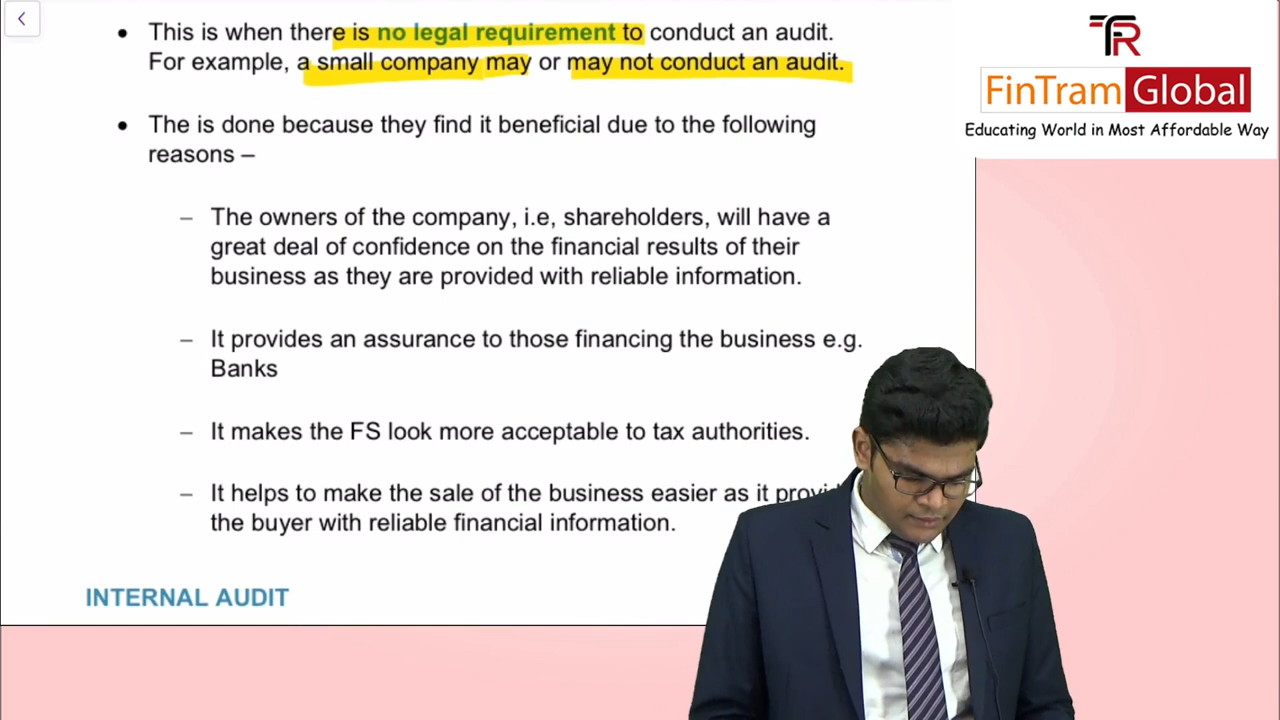 This is when there is no legal requirement to conduct an audit.
For example, a small company may or may not conduct an audit.
The is done because they find it beneficial due to the following
reasons –
– The owners of the company, i.e, shareholders, will have a
great deal of confidence on the financial results of their
business as they are provided with reliable information.
– It provides an assurance to those financing the business e.g.
Banks
– It makes the FS look more acceptable to tax authorities.
– It helps to make the sale of the business easier as it
the buyer with reliable financial information.
INTERNAL AUDIT
FinTram Global
Educating World in Most Affordable Way